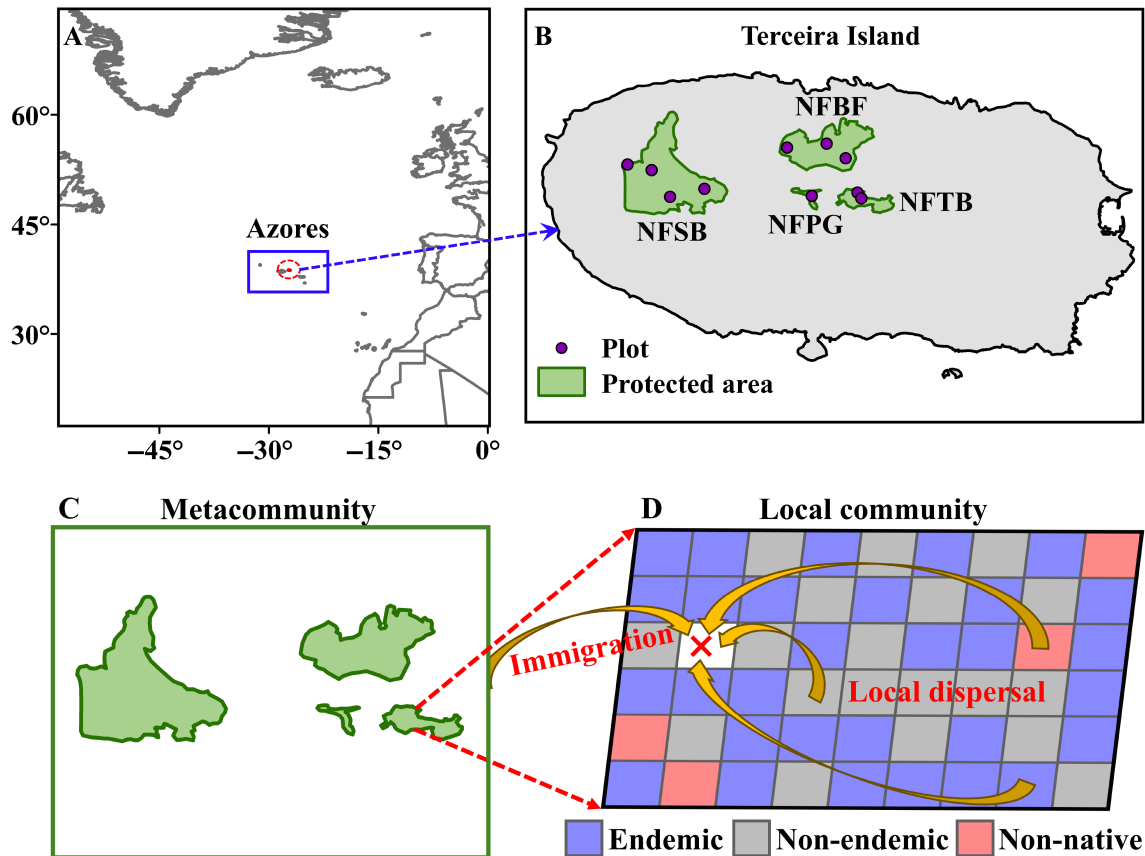 A
60°
45°
30°
−45°
−30°
−15°
0°
Azores
B
Terceira Island
NFBF
NFTB
NFPG
NFSB
Plot
Protected area
C
Metacommunity
D
Local community
Immigration
Local dispersal
Endemic
Non-endemic
Non-native